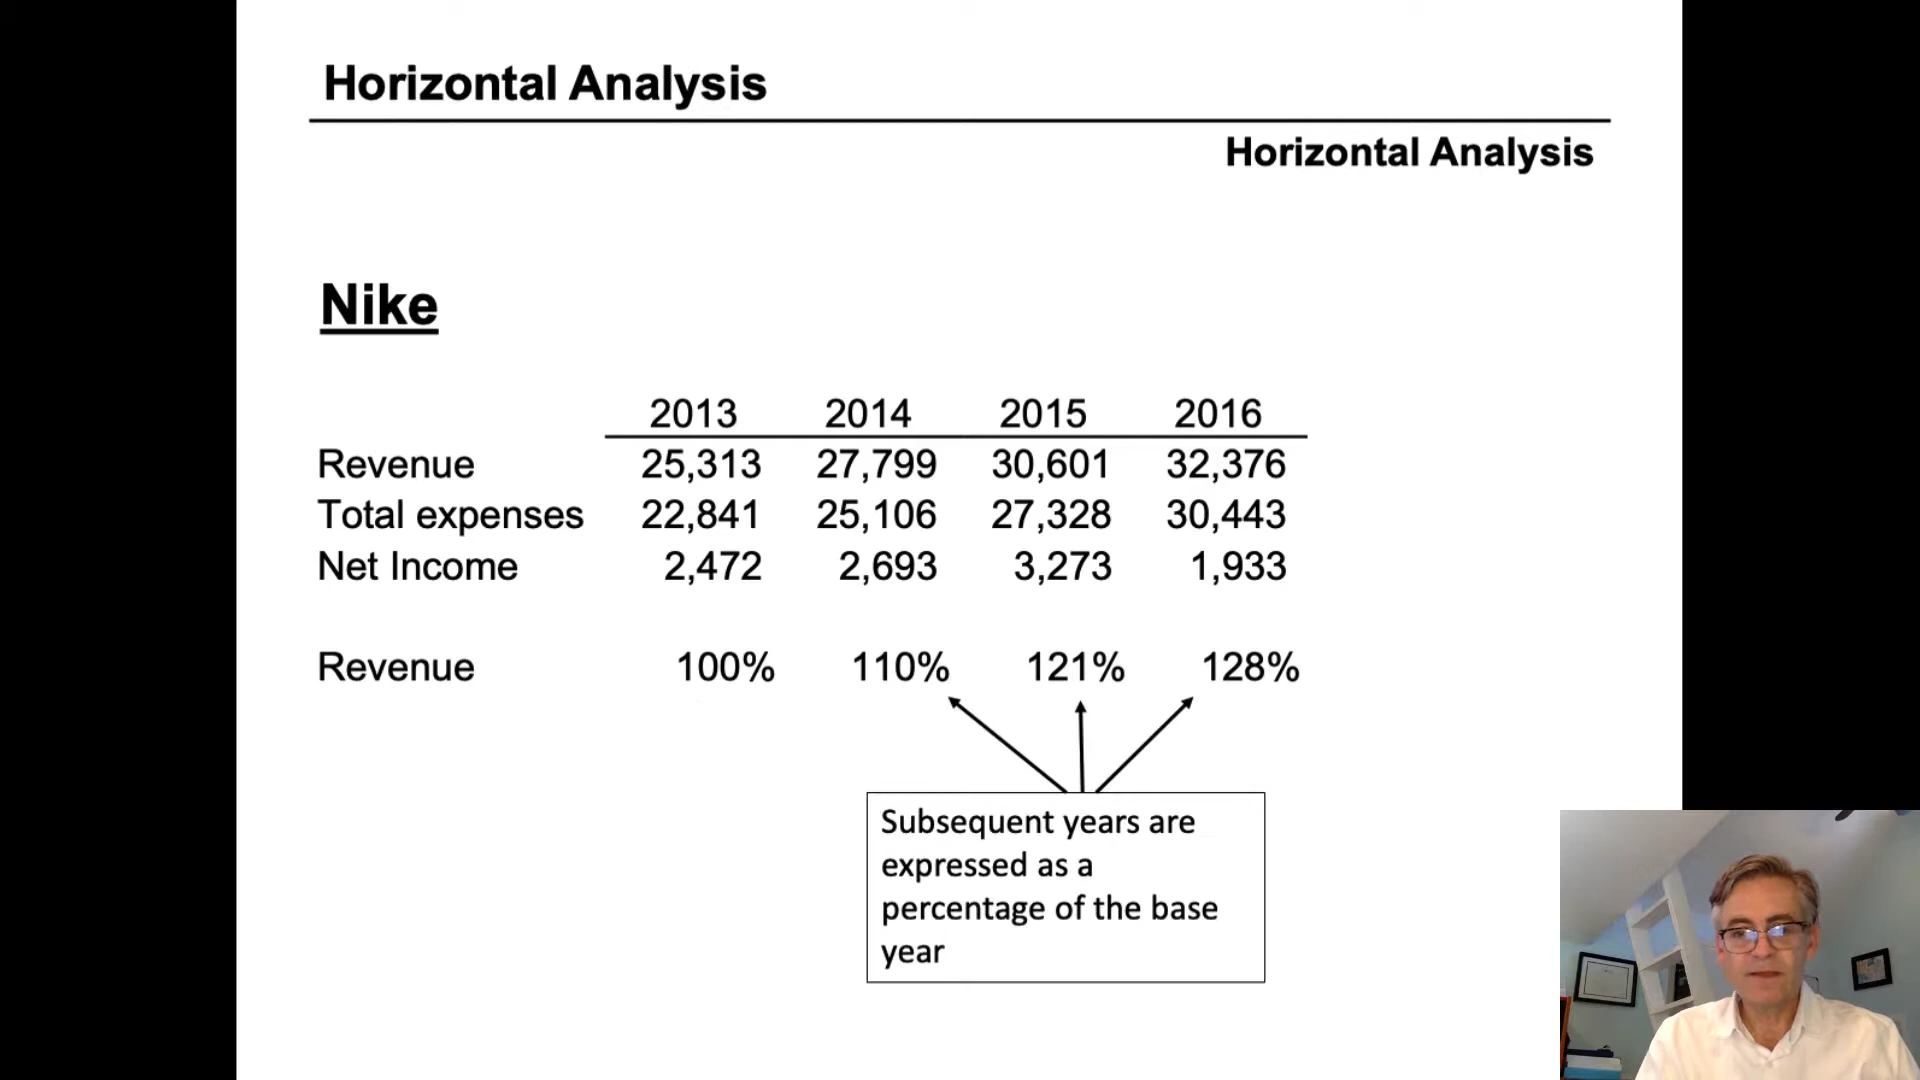 Horizontal Analysis
Horizontal Analysis
Nike
2013 2014 2015 2016
Revenue 25,313 27,799 30,601 32,376
Total expenses 22,841 25,106 27,328 30,443
Net Income 2,472 2,693 3,273 1,933
Revenue 100% 110% 121% 128%
Subsequent years are
expressed as a
percentage of the base
year